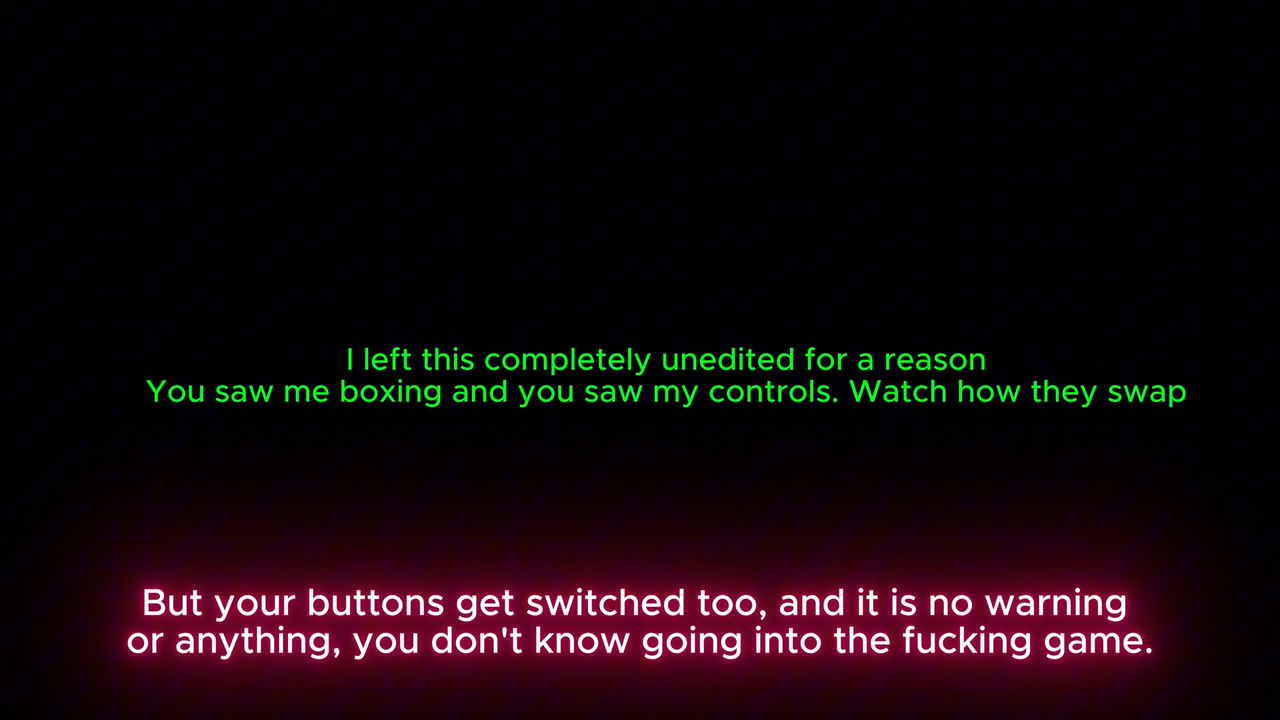 I left this completely unedited for a reason
You saw me boxing and you saw my controls. Watch how they swap
But your buttons get switched too, and it is no warning
or anything, you don't know going into the fucking game.